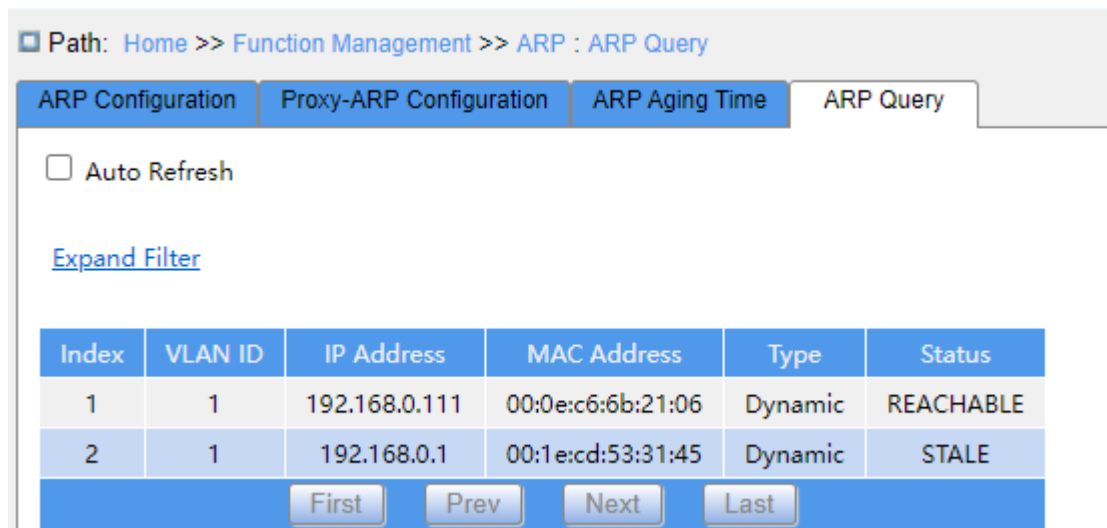 Path: Home >> Function Management >> ARP : ARP Query
ARP Configuration Proxy-ARP Configuration ARP Aging Time ARP Query
Auto Refresh
Expand Filter
Index VLAN ID IP Address MAC Address Type Status
1 1 192.168.0.111 00:0e:c6:6b:21:06 Dynamic REACHABLE
2 1 192.168.0.1 00:1e:cd:53:31:45 Dynamic STALE
First Prev Next Last